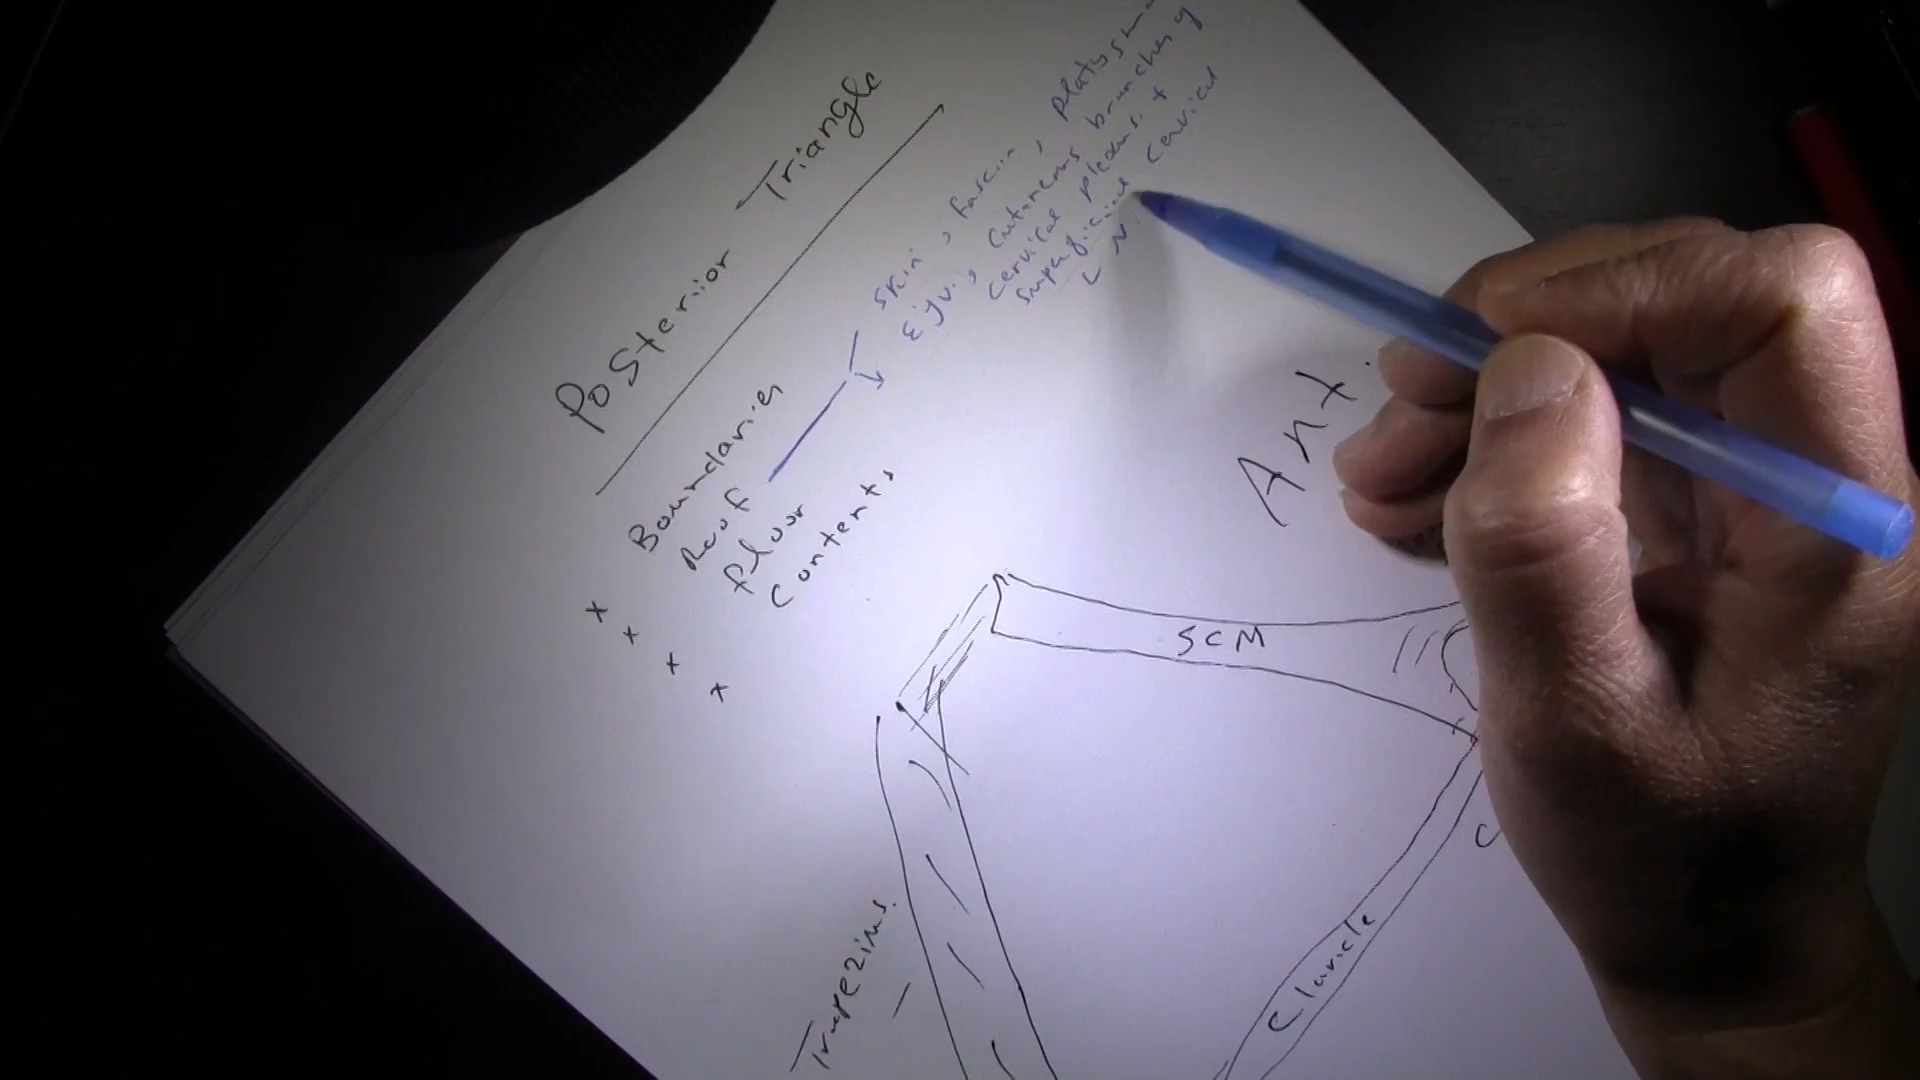 Posterior Triangle
Boundaries
Roof
floor
Contents
skin, fascia, platysma
EJV., cutaneous branches of
cervical plexus. +
superficial cervical
L N
Ant.
SCM
Clavicle
C
Trapezius